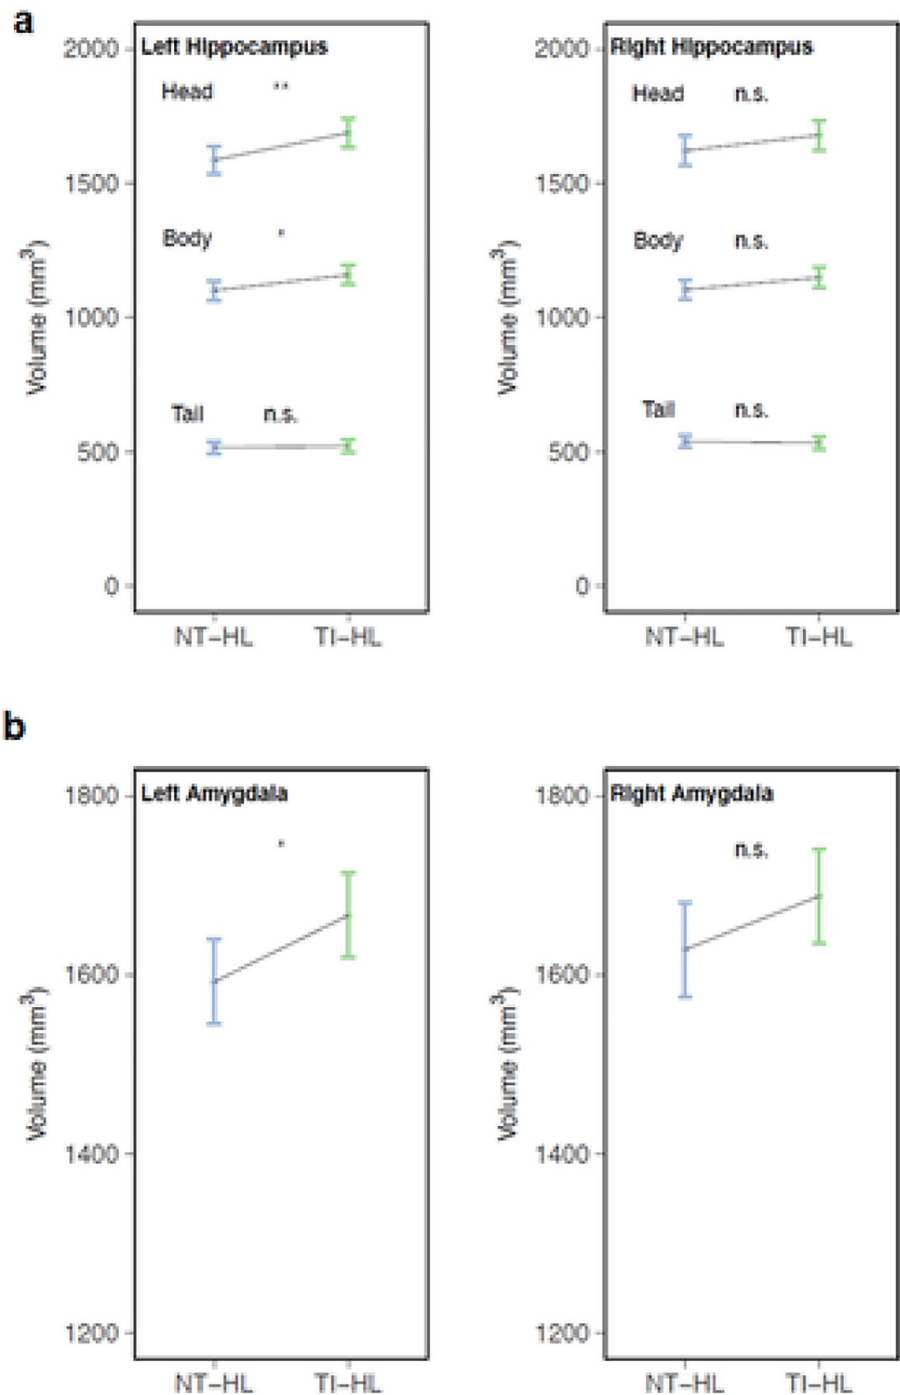 a
Left Hippocampus
Head **
Body *
Tail n.s.
2000
1500
1000
500
0
Volume (mm³)
NT–HL TI–HL
Right Hippocampus
Head n.s.
Body n.s.
Tail n.s.
2000
1500
1000
500
0
Volume (mm³)
NT–HL TI–HL
b
Left Amygdala
*
1800
1600
1400
1200
Volume (mm³)
NT–HL TI–HL
Right Amygdala
n.s.
1800
1600
1400
1200
Volume (mm³)
NT–HL TI–HL